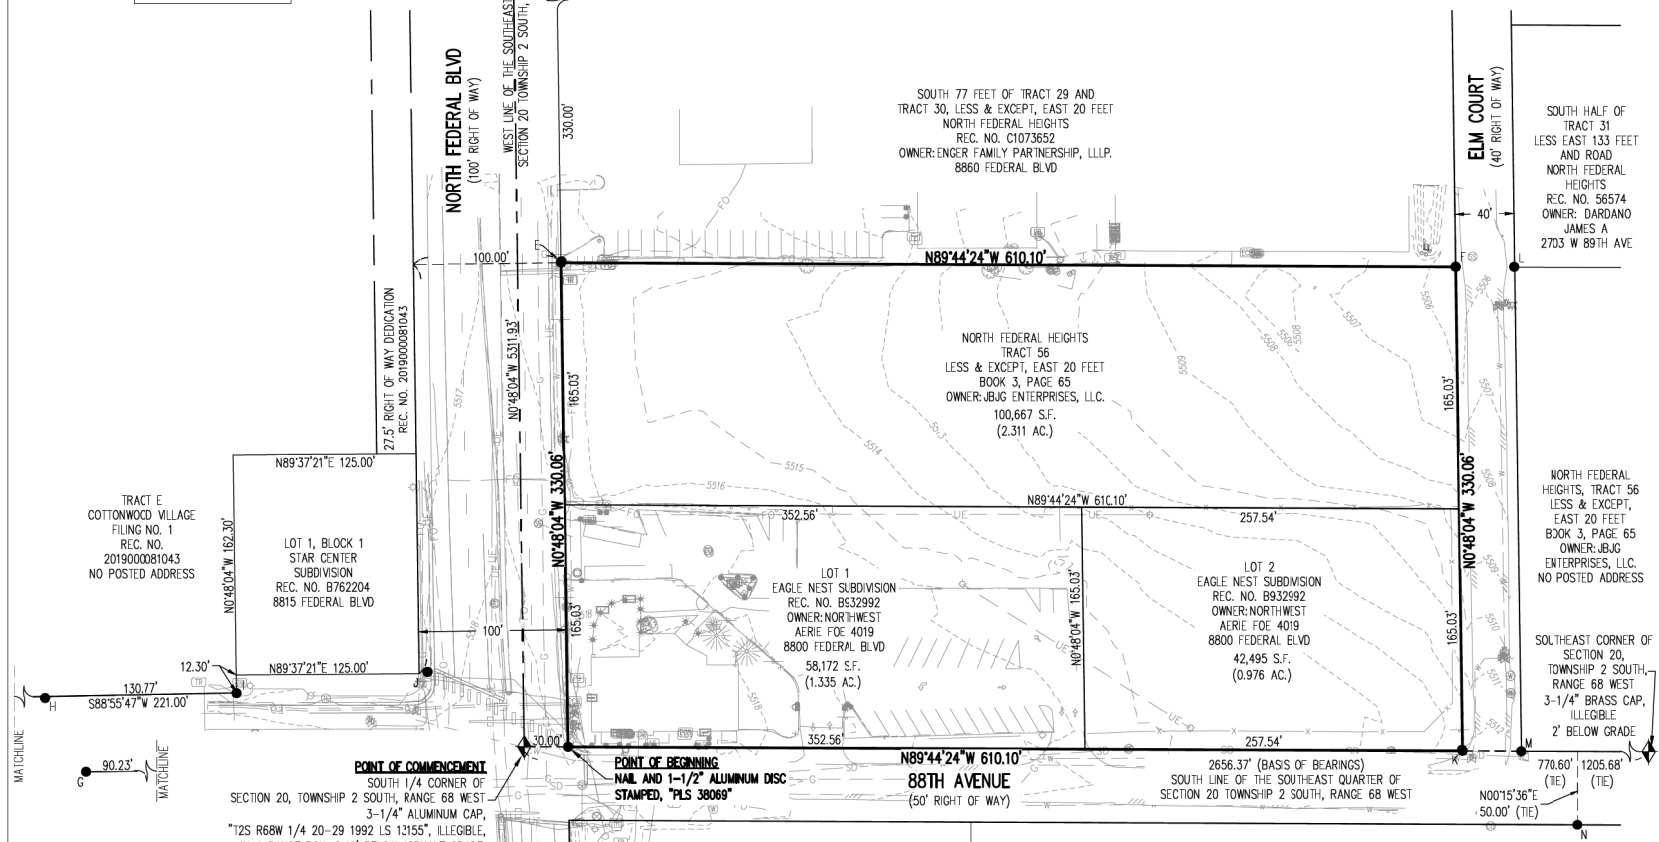 NORTH FEDERAL BLVD
(100' RIGHT OF WAY)
WEST LINE OF THE SOUTHEAST
SECTION 20 TOWNSHIP 2 SOUTH,
330.00'
SOUTH 77 FEET OF TRACT 29 AND
TRACT 30, LESS & EXCEPT, EAST 20 FEET
NORTH FEDERAL HEIGHTS
REC. NO. C1073652
OWNER: ENGER FAMILY PARTNERSHIP, LLLP.
8860 FEDERAL BLVD
ELM COURT
(40' RIGHT OF WAY)
40'
SOUTH HALF OF
TRACT 31
LESS EAST 133 FEET
AND ROAD
NORTH FEDERAL
HEIGHTS
REC. NO. 56574
OWNER: DARDANO
JAMES A
2703 W 89TH AVE
E
100.00'
N89°44'24"W 610.10'
F
L
27.5' RIGHT OF WAY DEDICATION
REC. NO. 2019000081043
N0°48'04"W 5311.93'
165.03'
N0°48'04"W 330.06'
NORTH FEDERAL HEIGHTS
TRACT 56
LESS & EXCEPT, EAST 20 FEET
BOOK 3, PAGE 65
OWNER: JBJG ENTERPRISES, LLC.
100,667 S.F.
(2.311 AC.)
165.03'
N0°48'04"W 330.06'
5506
5507
5508
5509
5513
5514
5515
5516
5517
5518
N89°44'24"W 610.10'
352.56'
257.54'
N89°37'21"E 125.00'
TRACT E
COTTONWOOD VILLAGE
FILING NO. 1
REC. NO.
2019000081043
NO POSTED ADDRESS
N0°48'04"W 162.30'
LOT 1, BLOCK 1
STAR CENTER
SUBDIVISION
REC. NO. B762204
8815 FEDERAL BLVD
100'
N89°37'21"E 125.00'
165.03'
LOT 1
EAGLE NEST SUBDIVISION
REC. NO. B932992
OWNER: NORTHWEST
AERIE FOE 4019
8800 FEDERAL BLVD
58,172 S.F.
(1.335 AC.)
N0°48'04"W 165.03'
LOT 2
EAGLE NEST SUBDIVISION
REC. NO. B932992
OWNER: NORTHWEST
AERIE FOE 4019
8800 FEDERAL BLVD
42,495 S.F.
(0.976 AC.)
165.03'
NORTH FEDERAL
HEIGHTS, TRACT 56
LESS & EXCEPT,
EAST 20 FEET
BOOK 3, PAGE 65
OWNER: JBJG
ENTERPRISES, LLC.
NO POSTED ADDRESS
SOUTHEAST CORNER OF
SECTION 20,
TOWNSHIP 2 SOUTH,
RANGE 68 WEST
3-1/4" BRASS CAP,
ILLEGIBLE
2' BELOW GRADE
12.30'
I
J
130.77'
S88°55'47"W 221.00'
H
MATCHLINE
90.23'
G
MATCHLINE
30.00'
352.56'
257.54'
N89°44'24"W 610.10'
88TH AVENUE
(50' RIGHT OF WAY)
POINT OF COMMENCEMENT
SOUTH 1/4 CORNER OF
SECTION 20, TOWNSHIP 2 SOUTH, RANGE 68 WEST
3-1/4" ALUMINUM CAP,
"T2S R68W 1/4 20-29 1992 LS 13155", ILLEGIBLE,
POINT OF BEGINNING
NAIL AND 1-1/2" ALUMINUM DISC
STAMPED, "PLS 38069"
2656.37' (BASIS OF BEARINGS)
SOUTH LINE OF THE SOUTHEAST QUARTER OF
SECTION 20 TOWNSHIP 2 SOUTH, RANGE 68 WEST
K
M
770.60'
(TIE)
1205.68'
(TIE)
N00°15'36"E
50.00' (TIE)
N